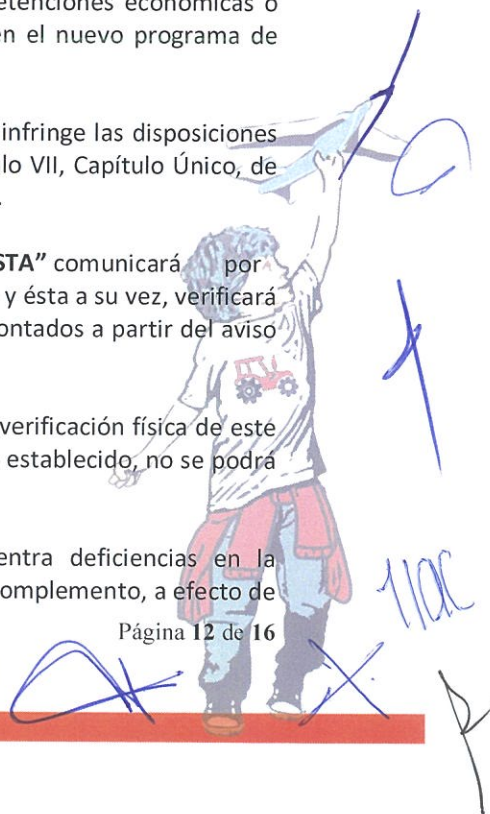 etenciones económicas o
en el nuevo programa de
infringe las disposiciones
lo VII, Capítulo Único, de
STA” comunicará por
y ésta a su vez, verificará
ontados a partir del aviso
verificación física de este
establecido, no se podrá
entra deficiencias en la
omplemento, a efecto de
Página 12 de 16